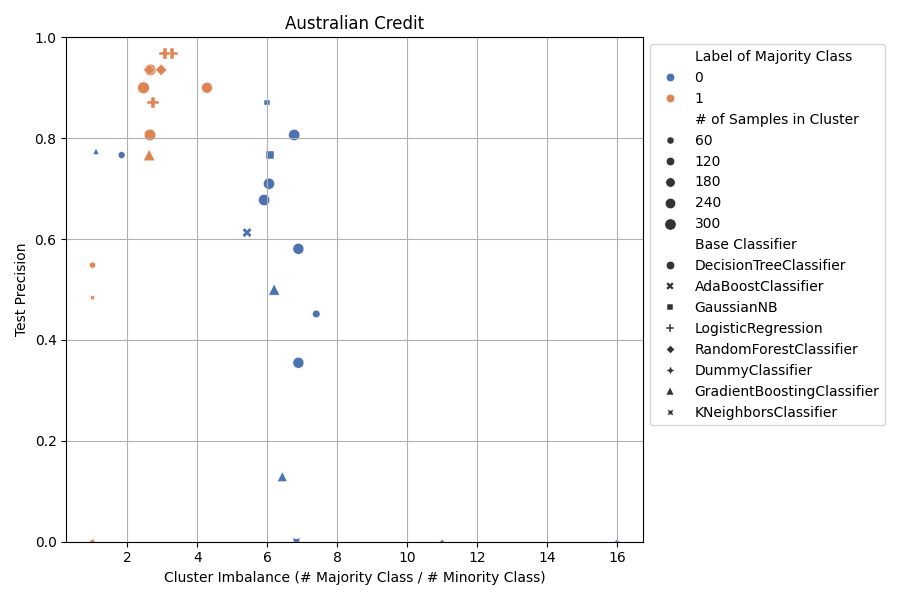 Australian Credit
1.0
0.8
0.6
0.4
0.2
0.0
Test Precision
2
4
6
8
10
12
14
16
Cluster Imbalance (# Majority Class / # Minority Class)
Label of Majority Class
0
1
# of Samples in Cluster
60
120
180
240
300
Base Classifier
DecisionTreeClassifier
AdaBoostClassifier
GaussianNB
LogisticRegression
RandomForestClassifier
DummyClassifier
GradientBoostingClassifier
KNeighborsClassifier